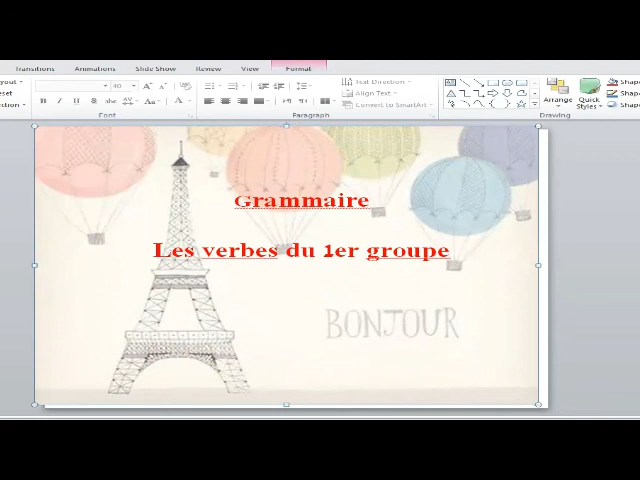 Transitions Animations Slide Show Review View Format
40
Text Direction
Align Text
Convert to SmartArt
Arrange Quick Styles
Font Paragraph Drawing
Grammaire
Les verbes du 1er groupe
BONJOUR